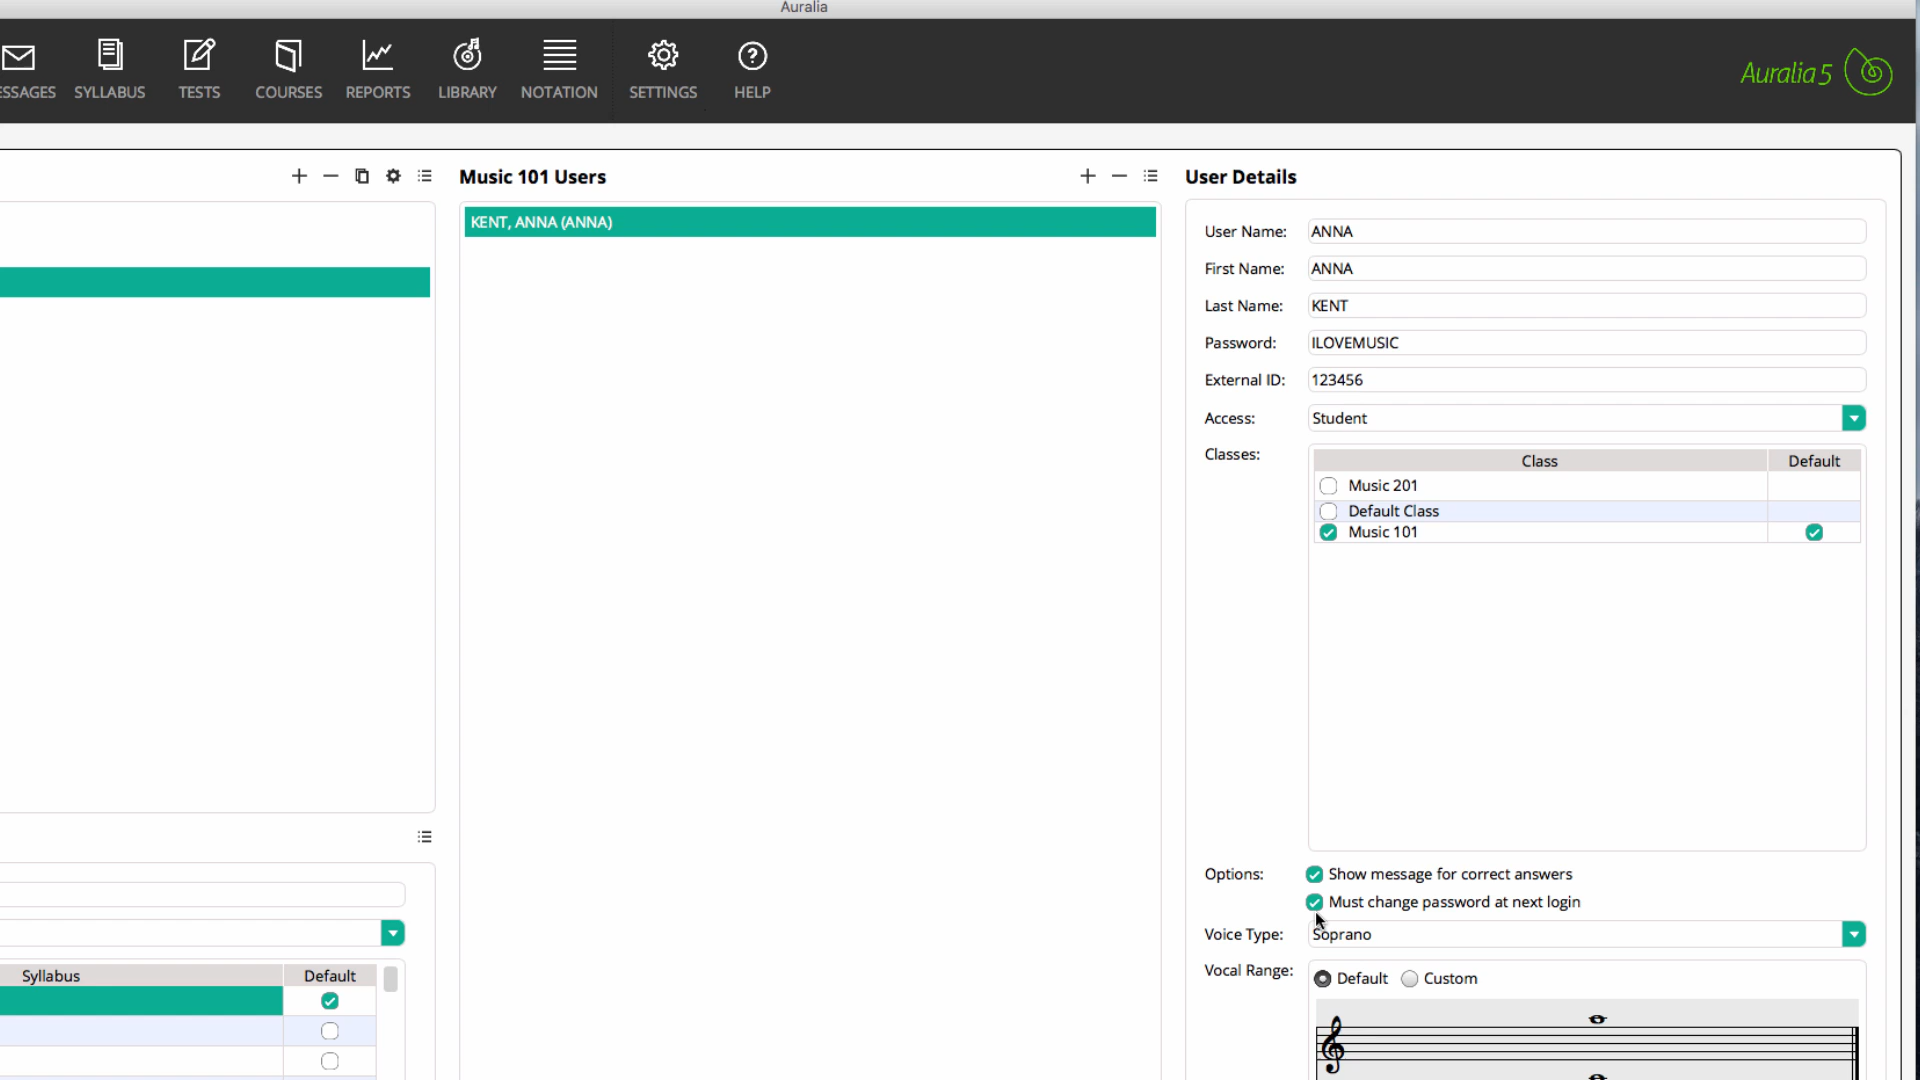 Auralia
SSAGES SYLLABUS TESTS COURSES REPORTS LIBRARY NOTATION SETTINGS HELP
Auralia 5
Music 101 Users
KENT, ANNA (ANNA)
User Details
User Name: ANNA
First Name: ANNA
Last Name: KENT
Password: ILOVEMUSIC
External ID: 123456
Access: Student
Classes:
Class Default
Music 201
Default Class
Music 101
Options: Show message for correct answers
Must change password at next login
Voice Type: Soprano
Vocal Range: Default Custom
Syllabus Default